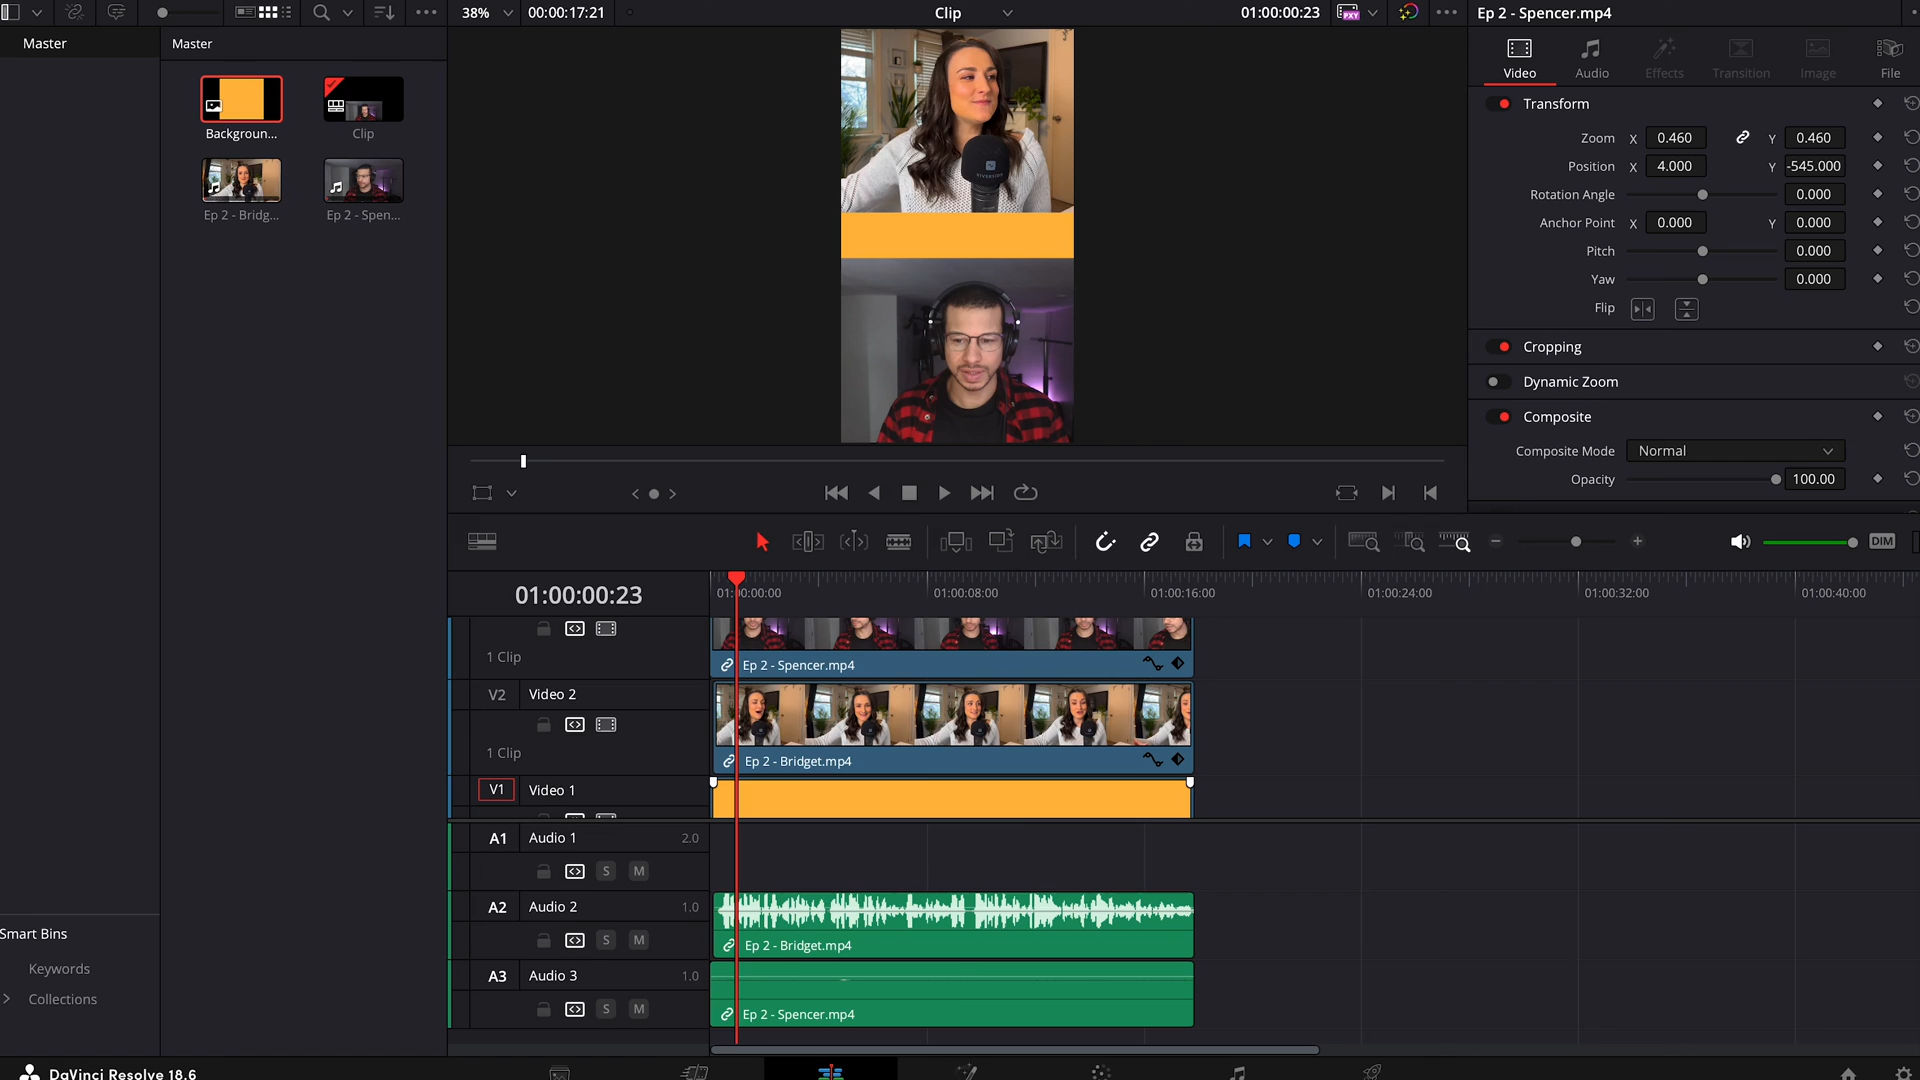 38%
00:00:17:21
Clip
01:00:00:23
PXY
Ep 2 - Spencer.mp4
Master
Master
Video
Audio
Effects
Transition
Image
File
Backgroun...
Clip
Ep 2 - Bridg...
Ep 2 - Spen...
RIVERSIDE
Transform
Zoom X 0.460 Y 0.460
Position X 4.000 Y -545.000
Rotation Angle 0.000
Anchor Point X 0.000 Y 0.000
Pitch 0.000
Yaw 0.000
Flip
Cropping
Dynamic Zoom
Composite
Composite Mode Normal
Opacity 100.00
DIM
01:00:00:23
01:00:00:00
01:00:08:00
01:00:16:00
01:00:24:00
01:00:32:00
01:00:40:00
1 Clip
Ep 2 - Spencer.mp4
V2 Video 2
1 Clip
Ep 2 - Bridget.mp4
V1 Video 1
A1 Audio 1 2.0
S M
A2 Audio 2 1.0
S M
Ep 2 - Bridget.mp4
A3 Audio 3 1.0
S M
Ep 2 - Spencer.mp4
Smart Bins
Keywords
Collections
DaVinci Resolve 18.6